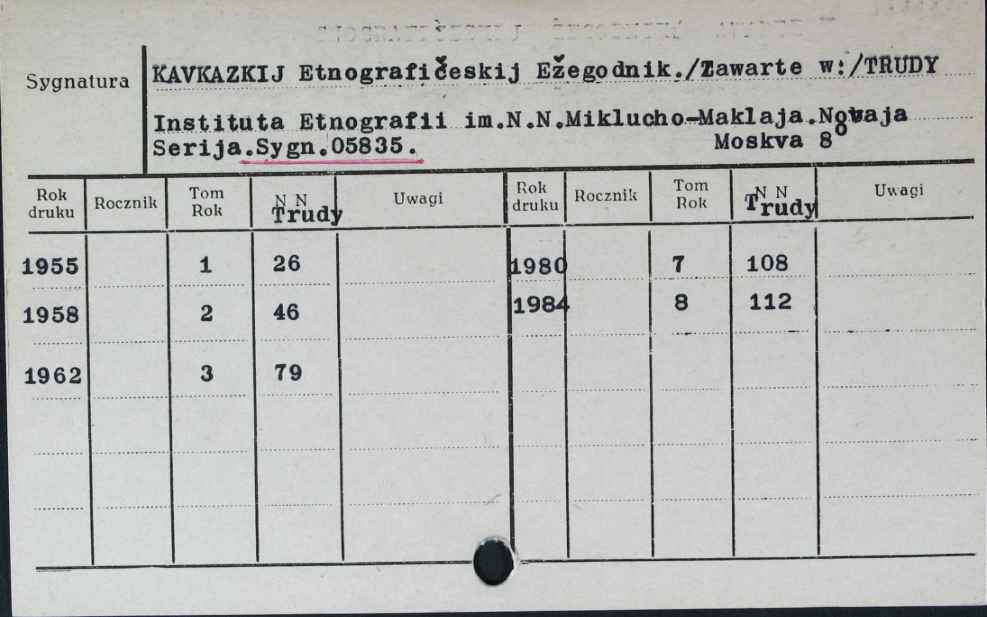 Sygnatura
KAVKAZKIJ Etnografičeskij Ežegodnik./Zawarte w:/TRUDY
Instituta Etnografii im.N.N.Miklucho-Maklaja.Novaja
Serija.Sygn.05835. Moskva 8°
Rok druku Rocznik Tom Rok N N Trudy Uwagi Rok druku Rocznik Tom Rok N N Trudy Uwagi
1955 1 26 1980 7 108
1958 2 46 1984 8 112
1962 3 79